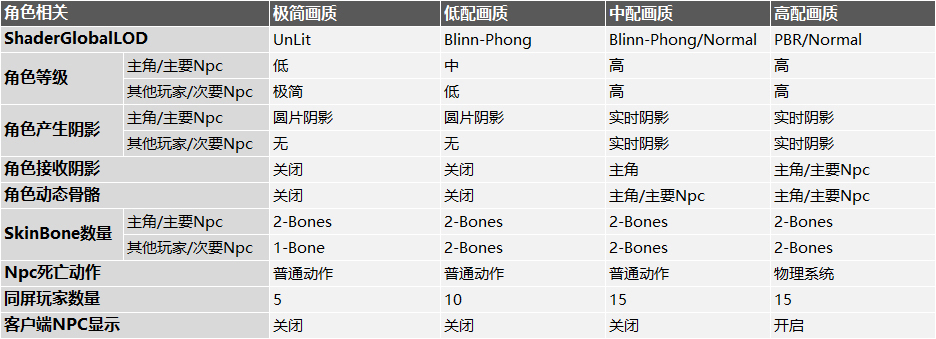 角色相关 极简画质 低配画质 中配画质 高配画质
ShaderGlobalLOD UnLit Blinn-Phong Blinn-Phong/Normal PBR/Normal
角色等级 主角/主要Npc 低 中 高 高
其他玩家/次要Npc 极简 低 高 高
角色产生阴影 主角/主要Npc 圆片阴影 圆片阴影 实时阴影 实时阴影
其他玩家/次要Npc 无 无 实时阴影 实时阴影
角色接收阴影 关闭 关闭 主角 主角/主要Npc
角色动态骨骼 关闭 关闭 主角/主要Npc 主角/主要Npc
SkinBone数量 主角/主要Npc 2-Bones 2-Bones 2-Bones 2-Bones
其他玩家/次要Npc 1-Bone 2-Bones 2-Bones 2-Bones
Npc死亡动作 普通动作 普通动作 普通动作 物理系统
同屏玩家数量 5 10 15 15
客户端NPC显示 关闭 关闭 关闭 开启